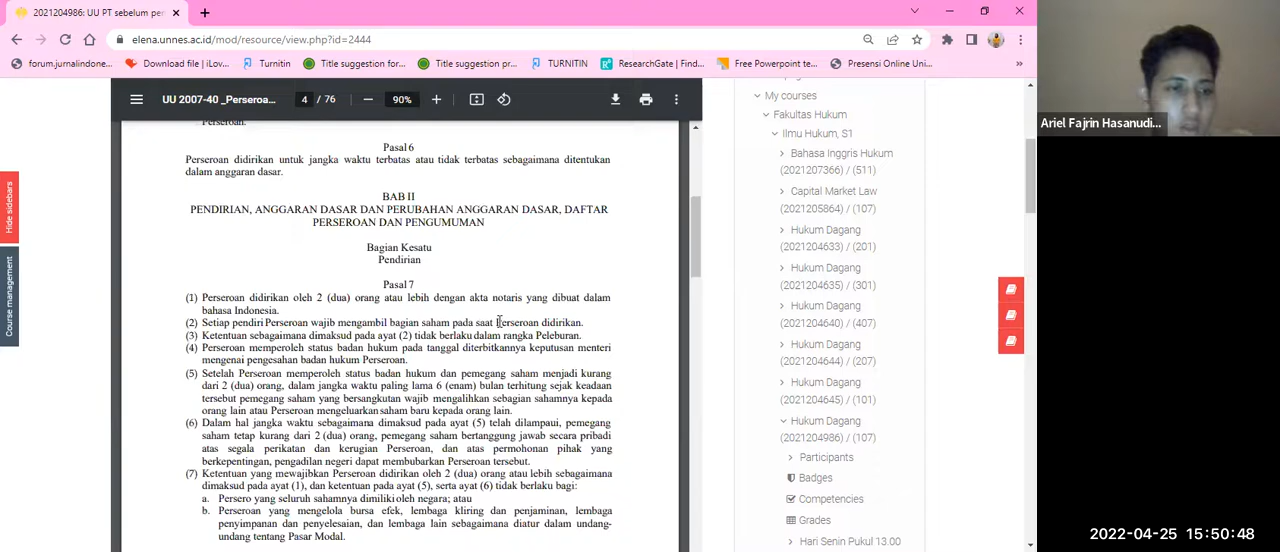 2021204986: UU PT sebelum per
elena.unnes.ac.id/mod/resource/view.php?id=2444
forum.jurnalindone...
Download file | iLov...
Turnitin
Title suggestion for...
Title suggestion pr...
TURNITIN
ResearchGate | Find...
Free Powerpoint te...
Presensi Online Uni...
»
Hide sidebars
Course management
UU 2007-40 _Perseroa...
4 / 76
90%
Perseroan.
Pasal 6
Perseroan didirikan untuk jangka waktu terbatas atau tidak terbatas sebagaimana ditentukan
dalam anggaran dasar.
BAB II
PENDIRIAN, ANGGARAN DASAR DAN PERUBAHAN ANGGARAN DASAR, DAFTAR
PERSEROAN DAN PENGUMUMAN
Bagian Kesatu
Pendirian
Pasal 7
(1) Perseroan didirikan oleh 2 (dua) orang atau lebih dengan akta notaris yang dibuat dalam
bahasa Indonesia.
(2) Setiap pendiri Perseroan wajib mengambil bagian saham pada saat Perseroan didirikan.
(3) Ketentuan sebagaimana dimaksud pada ayat (2) tidak berlaku dalam rangka Peleburan.
(4) Perseroan memperoleh status badan hukum pada tanggal diterbitkannya keputusan menteri
mengenai pengesahan badan hukum Perseroan.
(5) Setelah Perseroan memperoleh status badan hukum dan pemegang saham menjadi kurang
dari 2 (dua) orang, dalam jangka waktu paling lama 6 (enam) bulan terhitung sejak keadaan
tersebut pemegang saham yang bersangkutan wajib mengalihkan sebagian sahamnya kepada
orang lain atau Perseroan mengeluarkan saham baru kepada orang lain.
(6) Dalam hal jangka waktu sebagaimana dimaksud pada ayat (5) telah dilampaui, pemegang
saham tetap kurang dari 2 (dua) orang, pemegang saham bertanggung jawab secara pribadi
atas segala perikatan dan kerugian Perseroan, dan atas permohonan pihak yang
berkepentingan, pengadilan negeri dapat membubarkan Perseroan tersebut.
(7) Ketentuan yang mewajibkan Perseroan didirikan oleh 2 (dua) orang atau lebih sebagaimana
dimaksud pada ayat (1), dan ketentuan pada ayat (5), serta ayat (6) tidak berlaku bagi:
a. Persero yang seluruh sahamnya dimiliki oleh negara; atau
b. Perseroan yang mengelola bursa efek, lembaga kliring dan penjaminan, lembaga
penyimpanan dan penyelesaian, dan lembaga lain sebagaimana diatur dalam undang-
undang tentang Pasar Modal.
My courses
Fakultas Hukum
Ilmu Hukum, S1
Bahasa Inggris Hukum
(2021207366) / (511)
Capital Market Law
(2021205864) / (107)
Hukum Dagang
(2021204633) / (201)
Hukum Dagang
(2021204635) / (301)
Hukum Dagang
(2021204640) / (407)
Hukum Dagang
(2021204644) / (207)
Hukum Dagang
(2021204645) / (101)
Hukum Dagang
(2021204986) / (107)
Participants
Badges
Competencies
Grades
Hari Senin Pukul 13.00
Ariel Fajrin Hasanudi...
2022-04-25 15:50:48